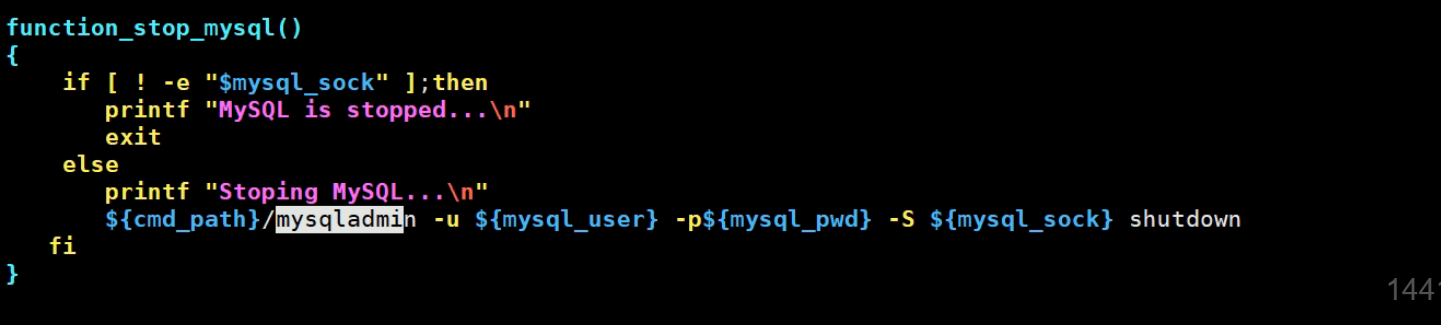 function_stop_mysql()
{
    if [ ! -e "$mysql_sock" ];then
       printf "MySQL is stopped...\n"
       exit
    else
       printf "Stoping MySQL...\n"
       ${cmd_path}/mysqladmin -u ${mysql_user} -p${mysql_pwd} -S ${mysql_sock} shutdown
   fi
}
1441